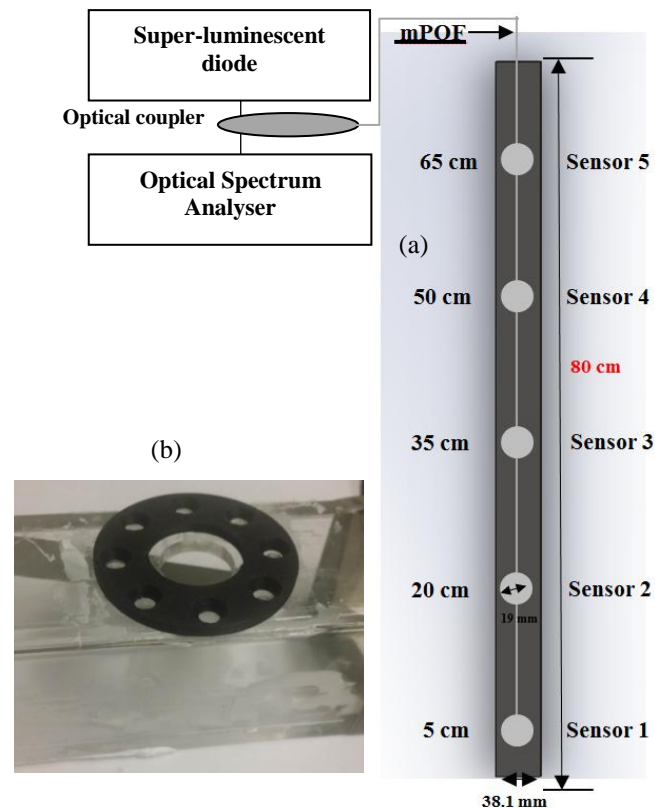 Super-luminescent
diode
Optical coupler
Optical Spectrum
Analyser
mPOF
(a)
65 cm
Sensor 5
50 cm
Sensor 4
80 cm
35 cm
Sensor 3
20 cm
Sensor 2
19 mm
5 cm
Sensor 1
38.1 mm
(b)